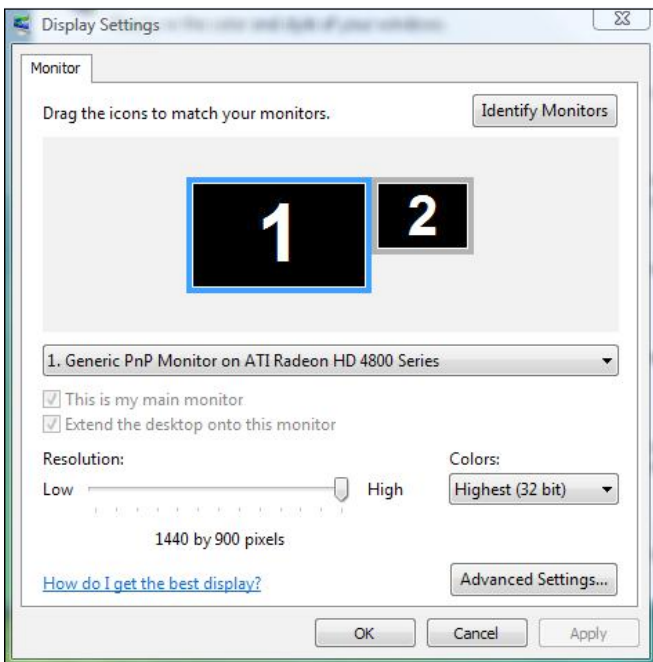 Display Settings
Monitor
Drag the icons to match your monitors.
Identify Monitors
1
2
1. Generic PnP Monitor on ATI Radeon HD 4800 Series
This is my main monitor
Extend the desktop onto this monitor
Resolution:
Colors:
Low
High
Highest (32 bit)
1440 by 900 pixels
How do I get the best display?
Advanced Settings...
OK
Cancel
Apply